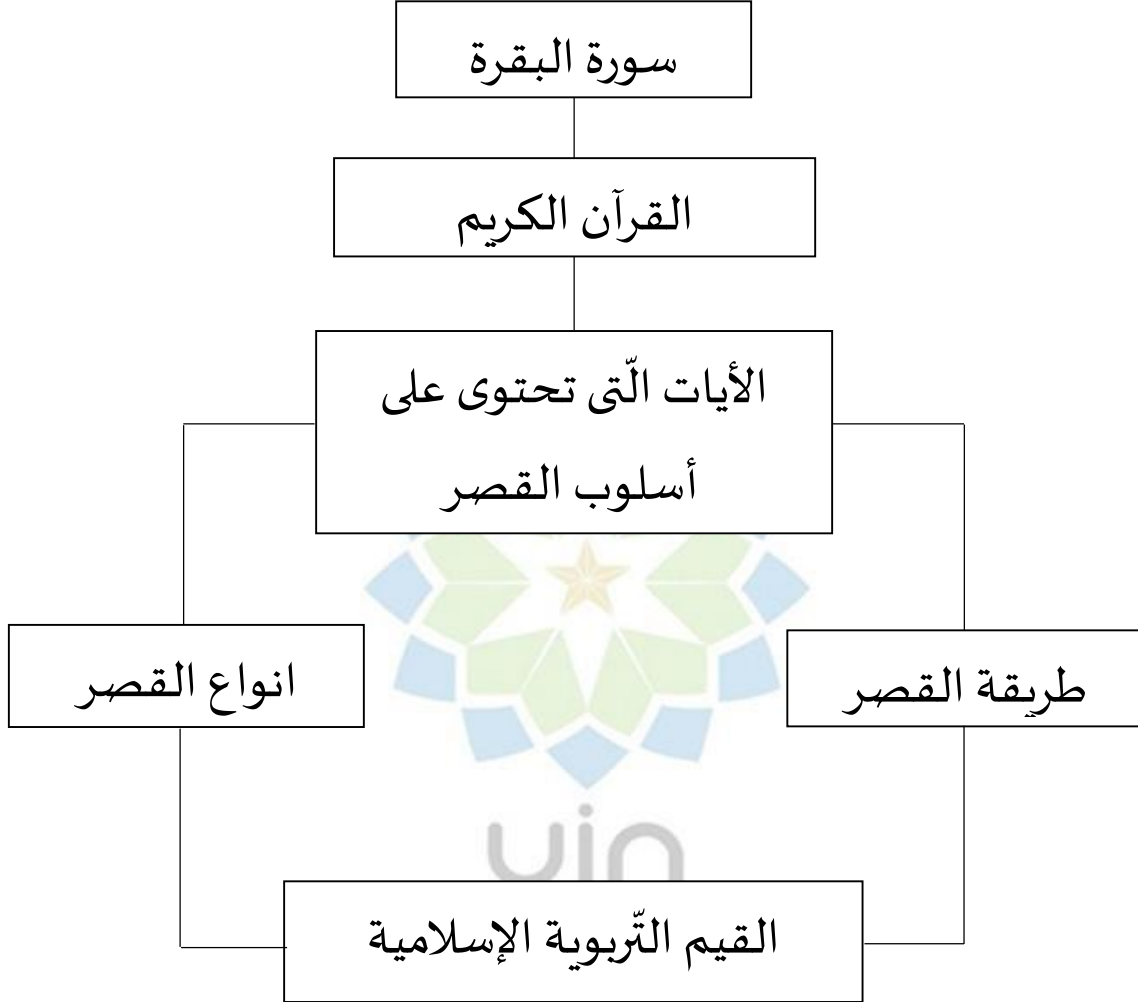 سورة البقرة
القرآن الكريم
الأيات الّتى تحتوى على
أسلوب القصر
طريقة القصر
انواع القصر
uin
القيم التّربوية الإسلامية